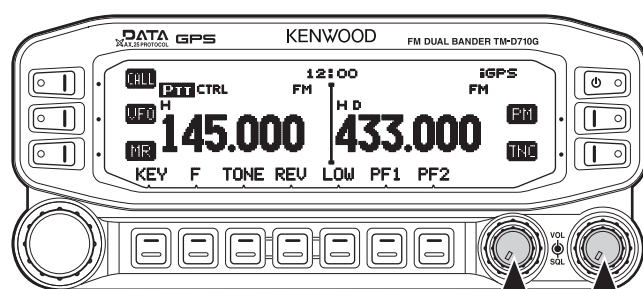 DATA GPS KENWOOD FM DUAL BANDER TM-D710G
AX.25 PROTOCOL
CALL 12:00 iGPS
PTT CTRL FM FM
VFO H H D PM
145.000 433.000
MR TNC
KEY F TONE REV LOW PF1 PF2
VOL
SQL